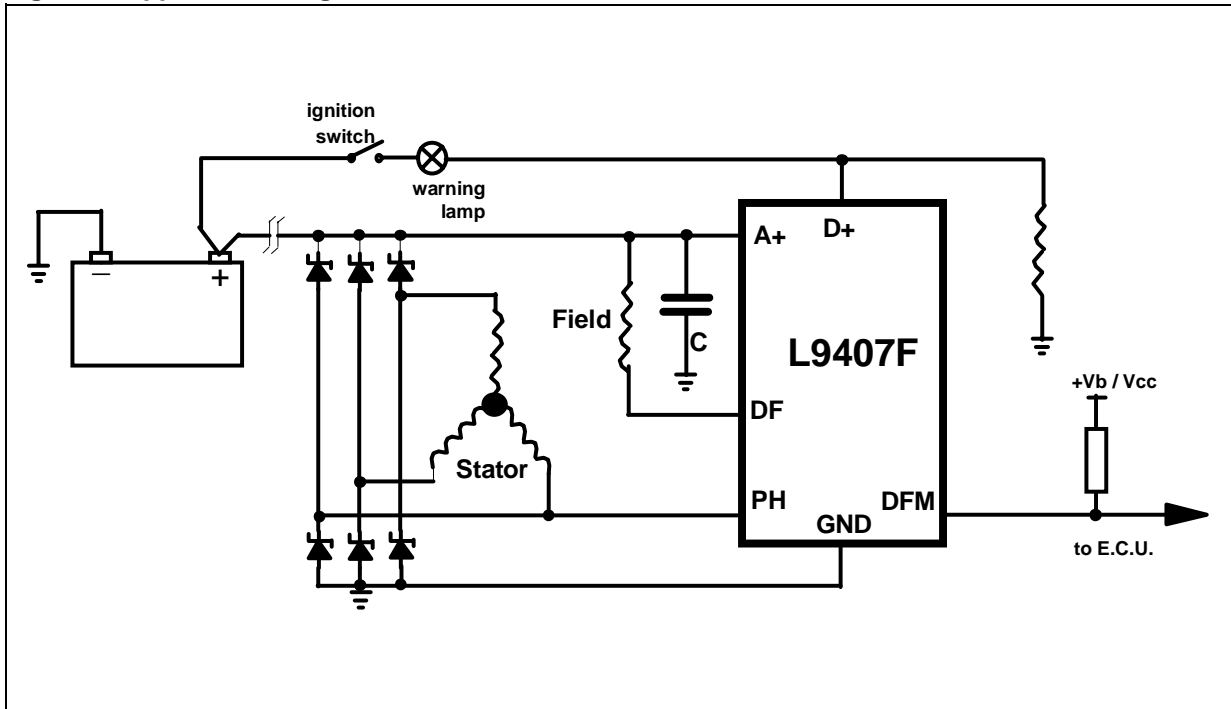 ignition
switch
warning
lamp
A+
D+
−
+
Field
C
L9407F
+Vb / Vcc
DF
Stator
PH
DFM
GND
to E.C.U.